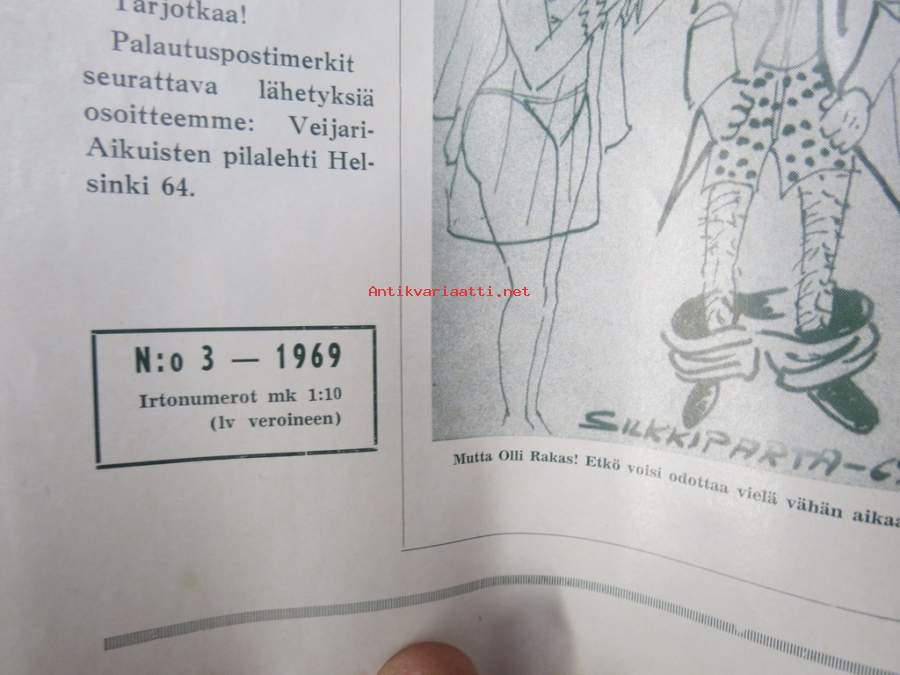 Tarjotkaa!
Palautuspostimerkit
seurattava lähetyksiä
osoitteemme: Veijari-
Aikuisten pilalehti Hel-
sinki 64.
Antikvariaatti.net
N:o 3 — 1969
Irtonumerot mk 1:10
(lv veroineen)
SILKKIPARTA-69
Mutta Olli Rakas! Etkö voisi odottaa vielä vähän aikaa